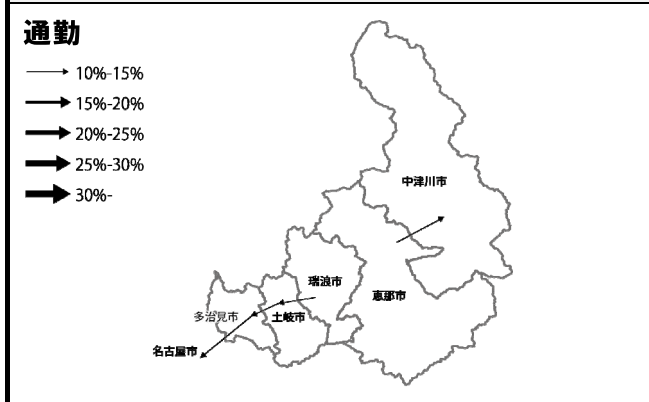 通勤
10%-15%
15%-20%
20%-25%
25%-30%
30%-
中津川市
瑞浪市
恵那市
多治見市
土岐市
名古屋市